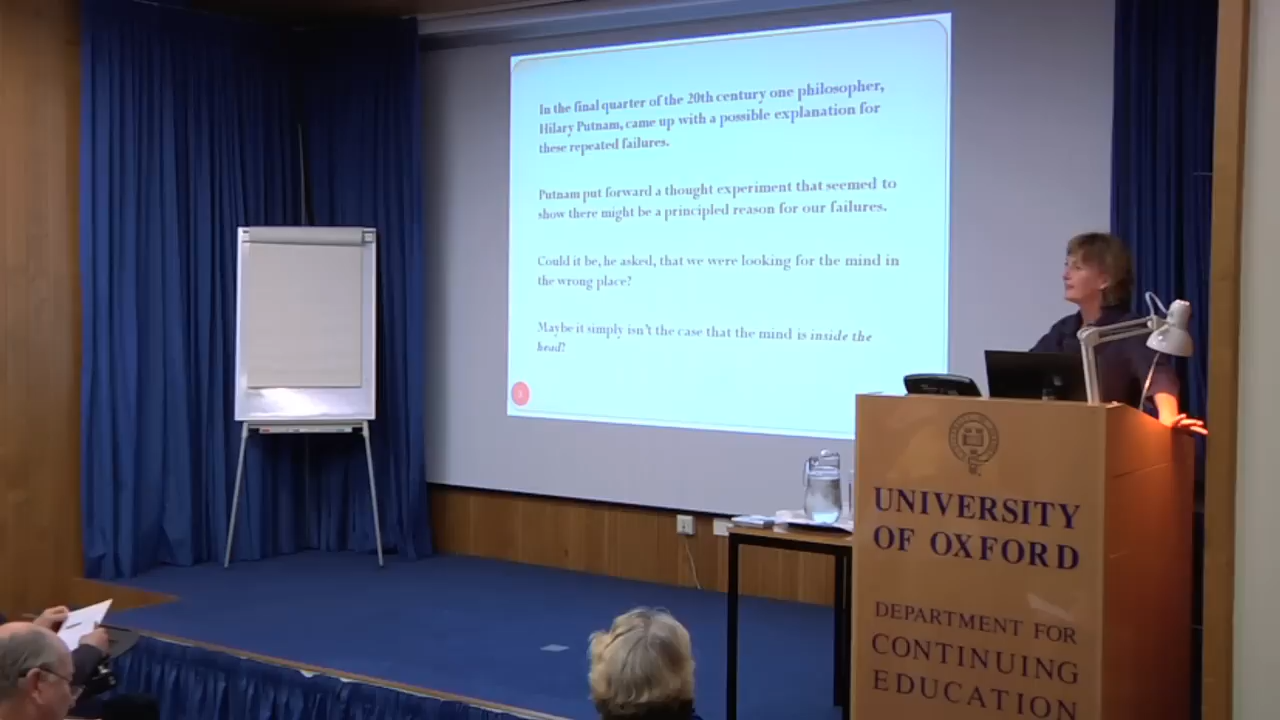 In the final quarter of the 20th century one philosopher,
Hilary Putnam, came up with a possible explanation for
these repeated failures.
Putnam put forward a thought experiment that seemed to
show there might be a principled reason for our failures.
Could it be, he asked, that we were looking for the mind in
the wrong place?
Maybe it simply isn't the case that the mind is inside the
head?
UNIVERSITY
OF OXFORD
DEPARTMENT FOR
CONTINUING
EDUCATION